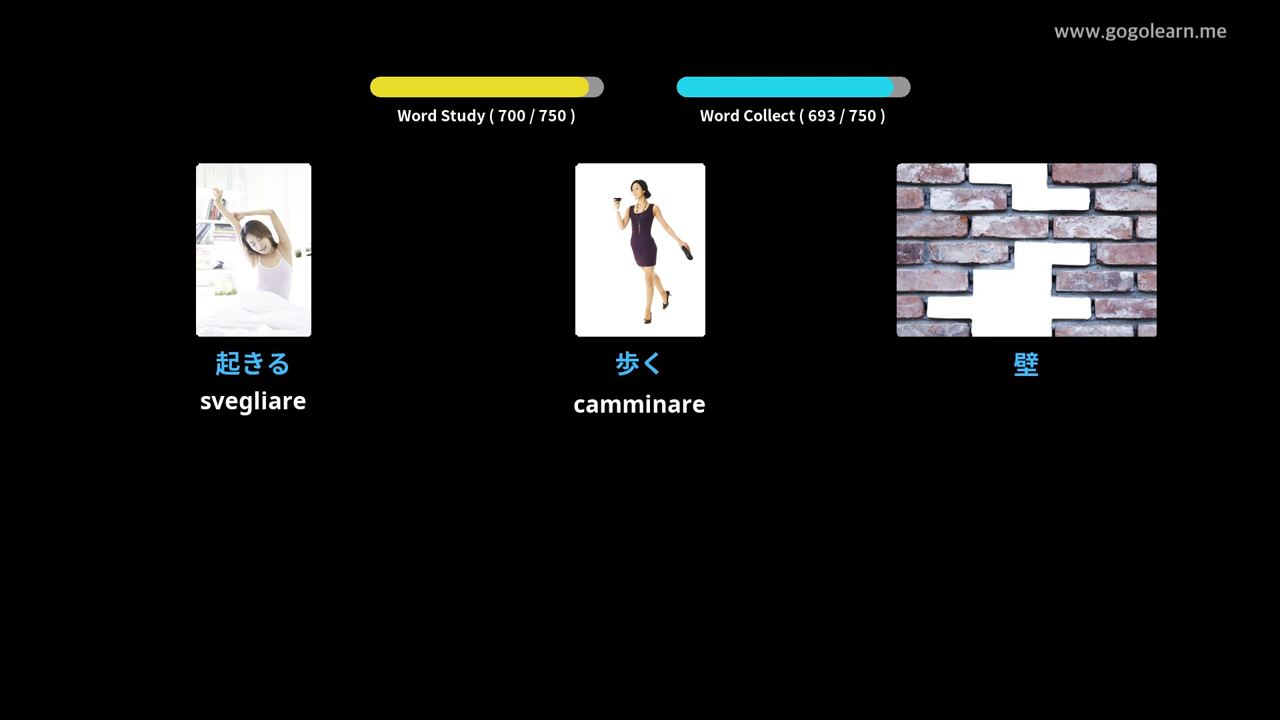 www.gogolearn.me
Word Study ( 700 / 750 )
Word Collect ( 693 / 750 )
起きる
歩く
壁
svegliare
camminare